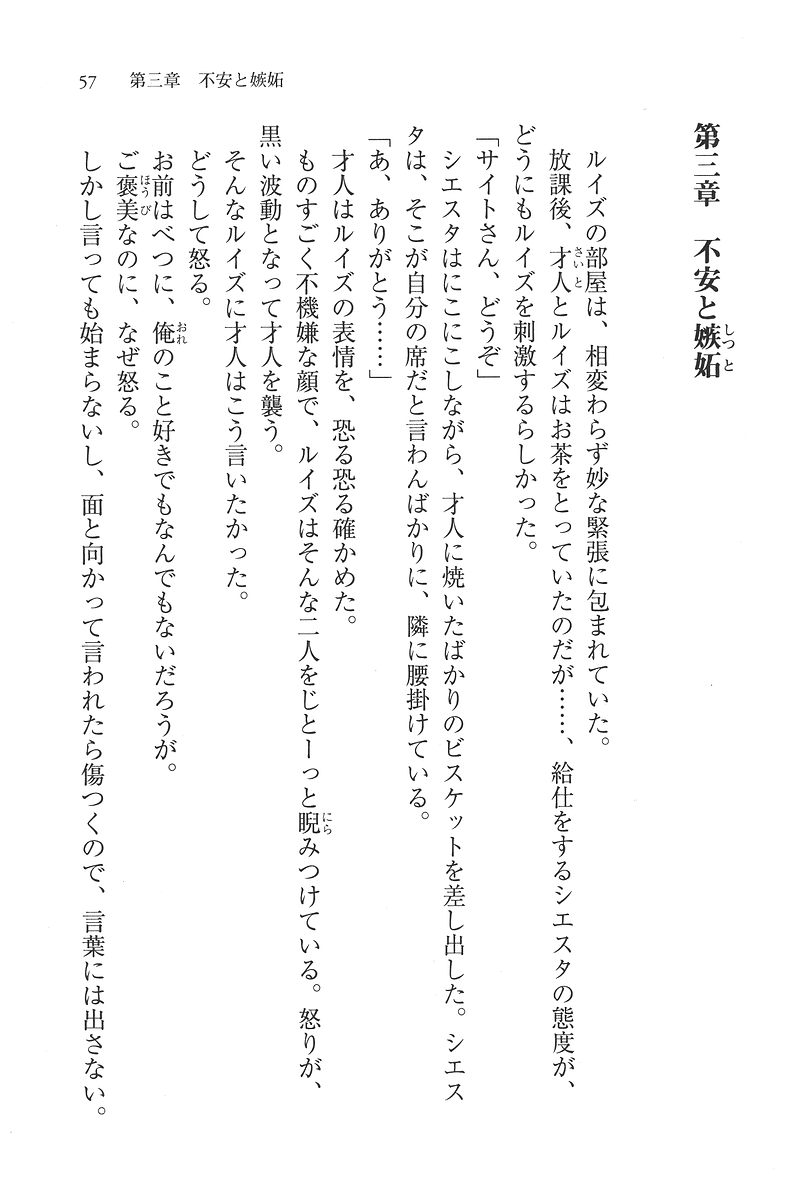 57　第三章　不安と嫉妬
第三章　不安と嫉妬
ルイズの部屋は、相変わらず妙な緊張に包まれていた。
放課後、才人とルイズはお茶をとっていたのだが……、給仕をするシエスタの態度が、
どうにもルイズを刺激するらしかった。
「サイトさん、どうぞ」
シエスタはにこにこしながら、才人に焼いたばかりのビスケットを差し出した。シエス
タは、そこが自分の席だと言わんばかりに、隣に腰掛けている。
「あ、ありがとう……」
才人はルイズの表情を、恐る恐る確かめた。
ものすごく不機嫌な顔で、ルイズはそんな二人をじとーっと睨みつけている。怒りが、
黒い波動となって才人を襲う。
そんなルイズに才人はこう言いたかった。
どうして怒る。
お前はべつに、俺のこと好きでもなんでもないだろうが。
ご褒美なのに、なぜ怒る。
しかし言っても始まらないし、面と向かって言われたら傷つくので、言葉には出さない。